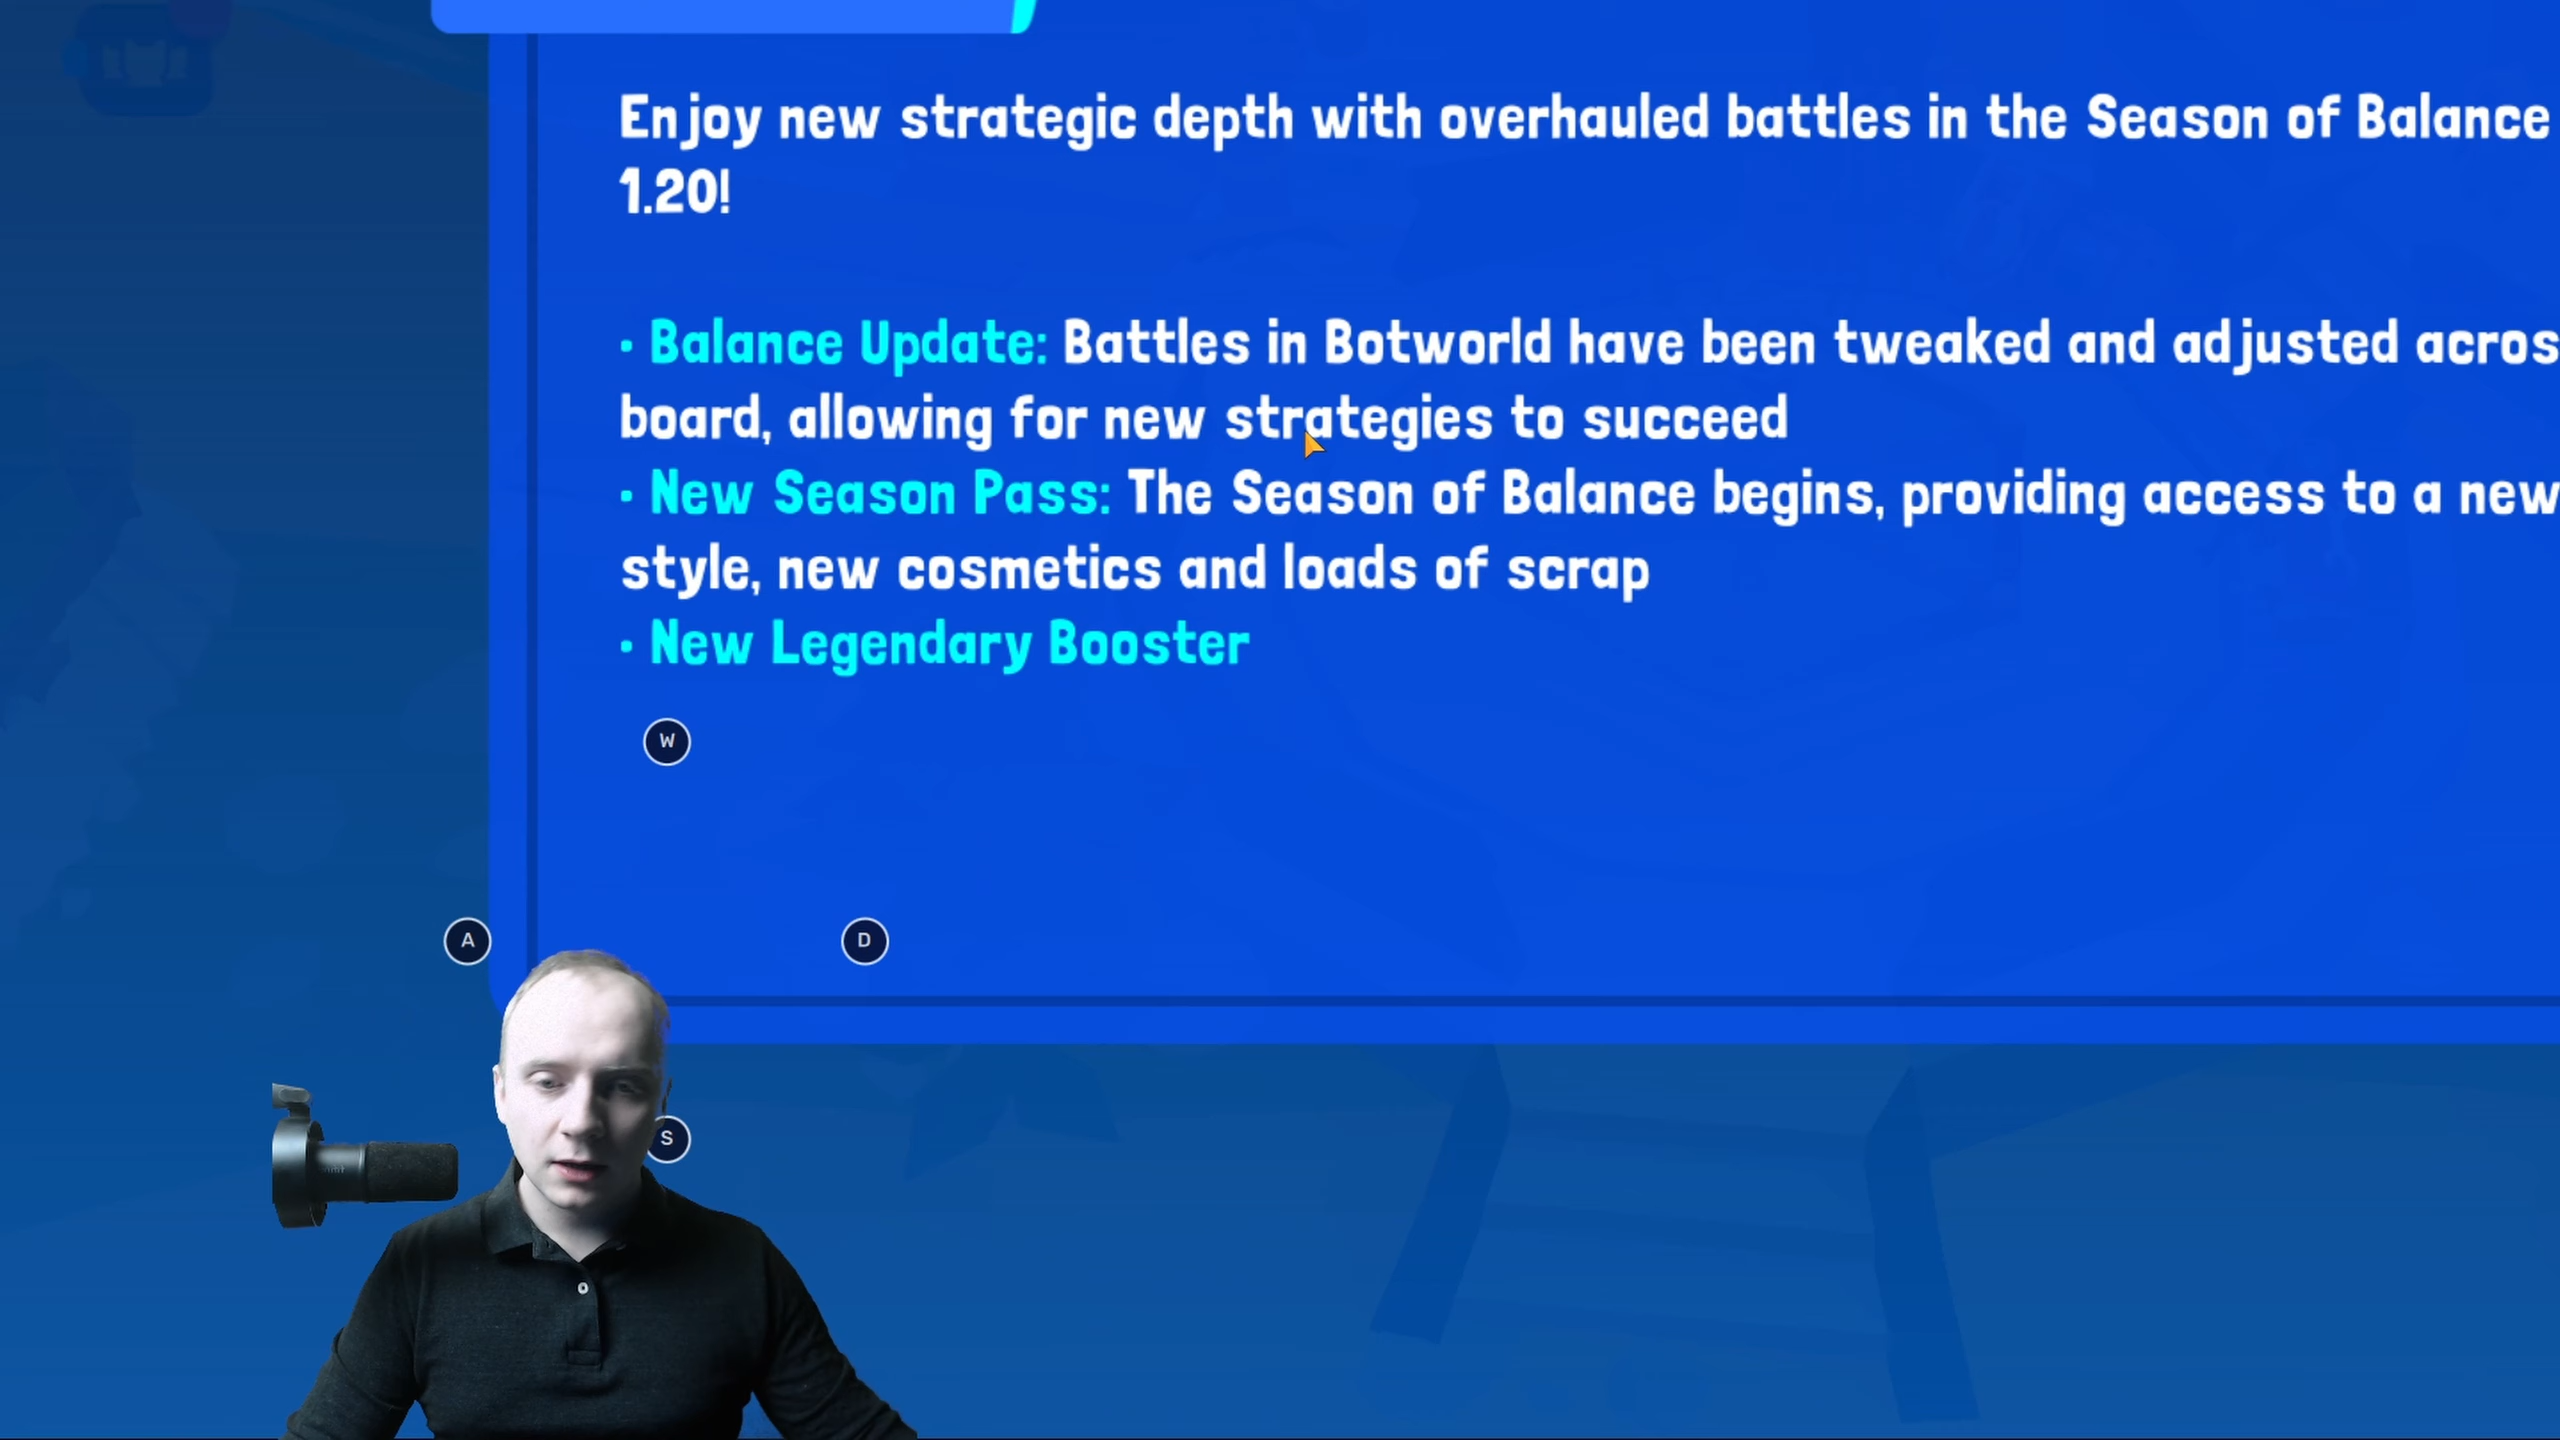 Enjoy new strategic depth with overhauled battles in the Season of Balance
1.20!
• Balance Update: Battles in Botworld have been tweaked and adjusted acros
board, allowing for new strategies to succeed
• New Season Pass: The Season of Balance begins, providing access to a new
style, new cosmetics and loads of scrap
• New Legendary Booster
W
A
D
S